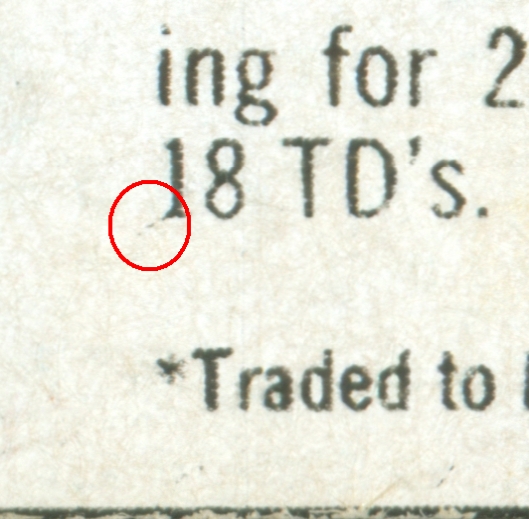 ing for 2
18 TD's.
*Traded to